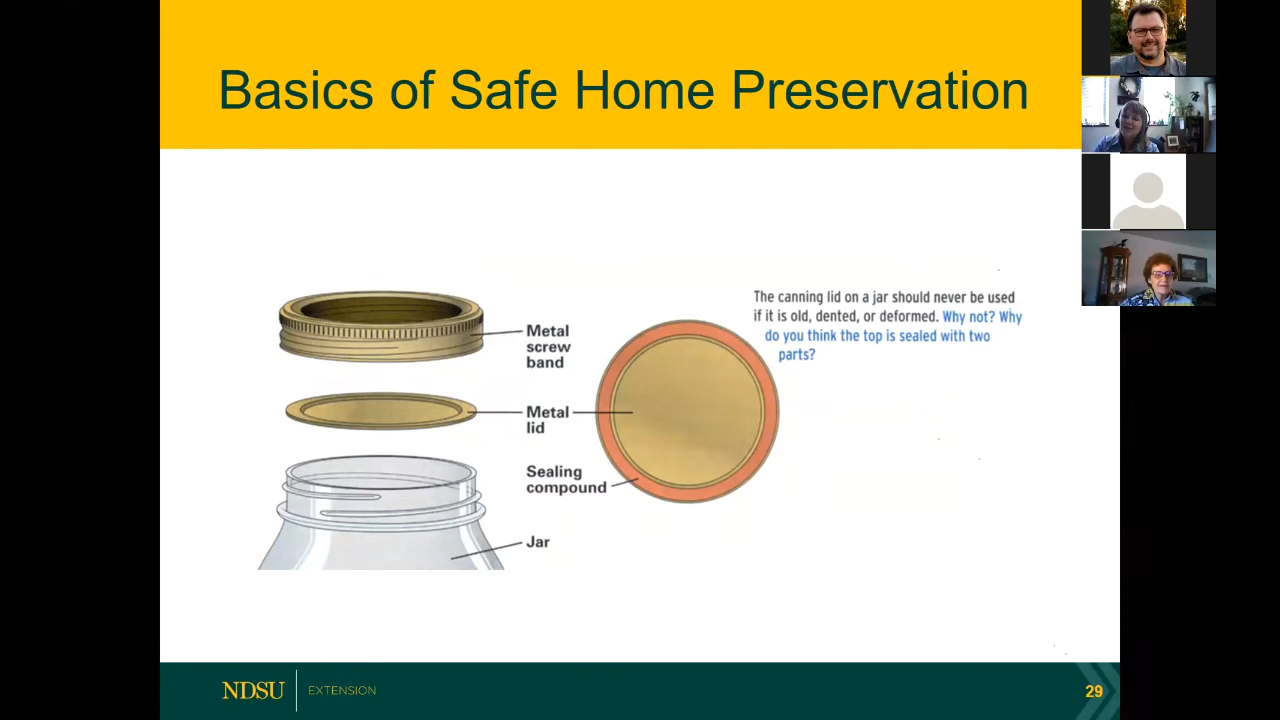 Basics of Safe Home Preservation
The canning lid on a jar should never be used
if it is old, dented, or deformed. Why not? Why
do you think the top is sealed with two
parts?
Metal
screw
band
Metal
lid
Sealing
compound
Jar
NDSU
EXTENSION
29